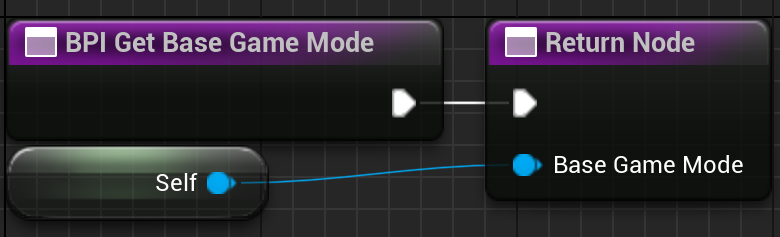 BPI Get Base Game Mode
Return Node
Self
Base Game Mode